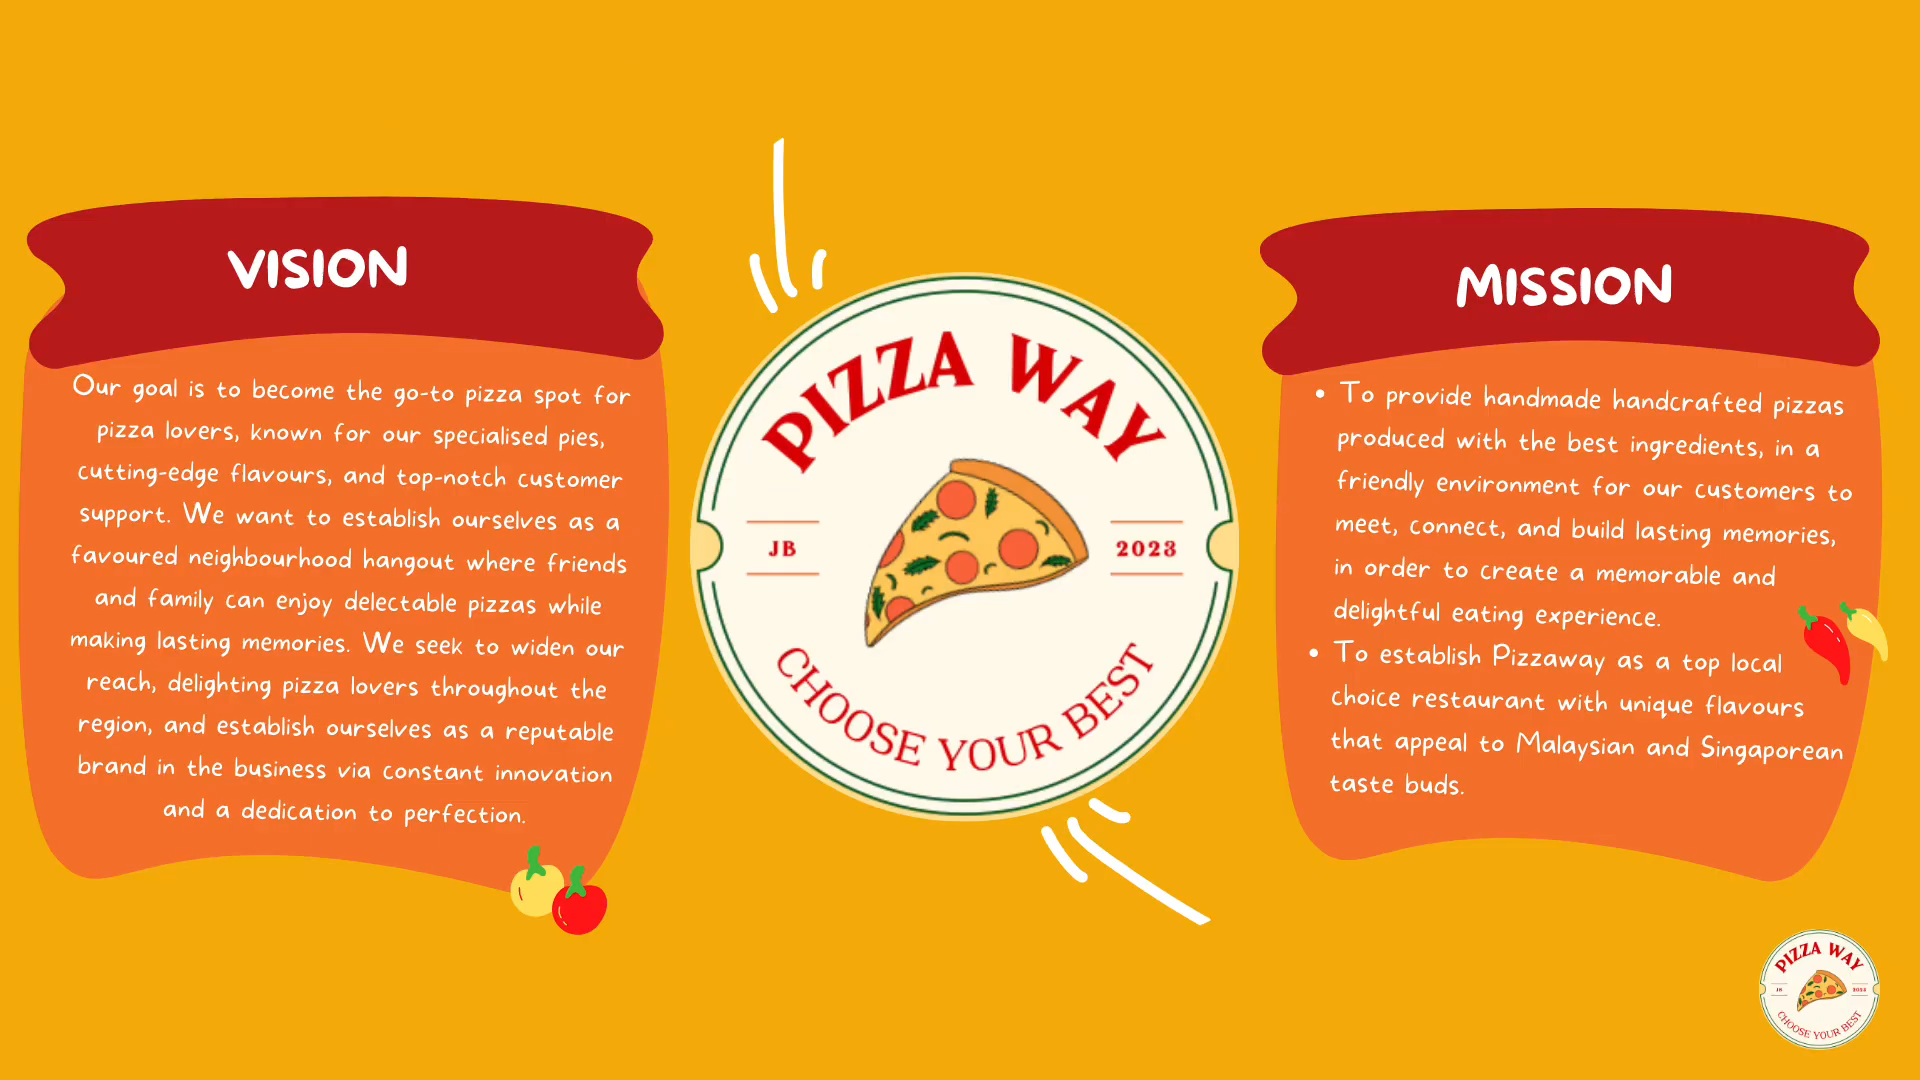 VISION
Our goal is to become the go-to pizza spot for
pizza lovers, known for our specialised pies,
cutting-edge flavours, and top-notch customer
support. We want to establish ourselves as a
favoured neighbourhood hangout where friends
and family can enjoy delectable pizzas while
making lasting memories. We seek to widen our
reach, delighting pizza lovers throughout the
region, and establish ourselves as a reputable
brand in the business via constant innovation
and a dedication to perfection.
PIZZA WAY
JB
2023
CHOOSE YOUR BEST
MISSION
• To provide handmade handcrafted pizzas
produced with the best ingredients, in a
friendly environment for our customers to
meet, connect, and build lasting memories,
in order to create a memorable and
delightful eating experience.
• To establish Pizzaway as a top local
choice restaurant with unique flavours
that appeal to Malaysian and Singaporean
taste buds.
PIZZA WAY
JB
2023
CHOOSE YOUR BEST